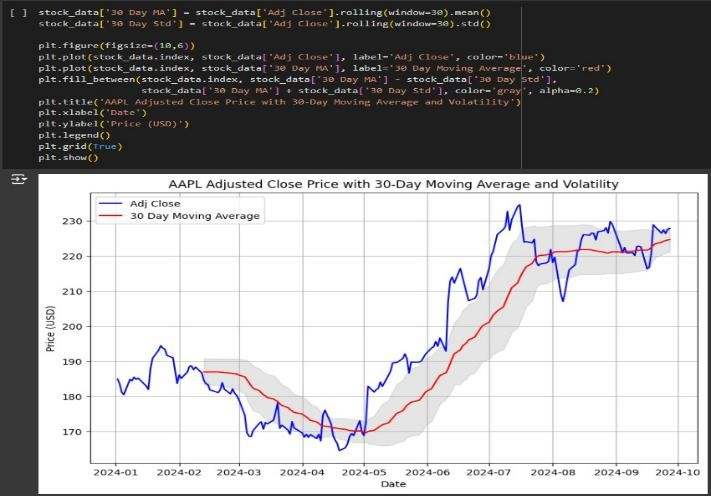 [ ] stock_data['30 Day MA'] = stock_data['Adj Close'].rolling(window=30).mean()
stock_data['30 Day Std'] = stock_data['Adj Close'].rolling(window=30).std()
plt.figure(figsize=(10,6))
plt.plot(stock_data.index, stock_data['Adj Close'], label='Adj Close', color='blue')
plt.plot(stock_data.index, stock_data['30 Day MA'], label='30 Day Moving Average', color='red')
plt.fill_between(stock_data.index, stock_data['30 Day MA'] - stock_data['30 Day Std'],
stock_data['30 Day MA'] + stock_data['30 Day Std'], color='gray', alpha=0.2)
plt.title('AAPL Adjusted Close Price with 30-Day Moving Average and Volatility')
plt.xlabel('Date')
plt.ylabel('Price (USD)')
plt.legend()
plt.grid(True)
plt.show()
AAPL Adjusted Close Price with 30-Day Moving Average and Volatility
Adj Close
30 Day Moving Average
Price (USD)
230
220
210
200
190
180
170
2024-01 2024-02 2024-03 2024-04 2024-05 2024-06 2024-07 2024-08 2024-09 2024-10
Date